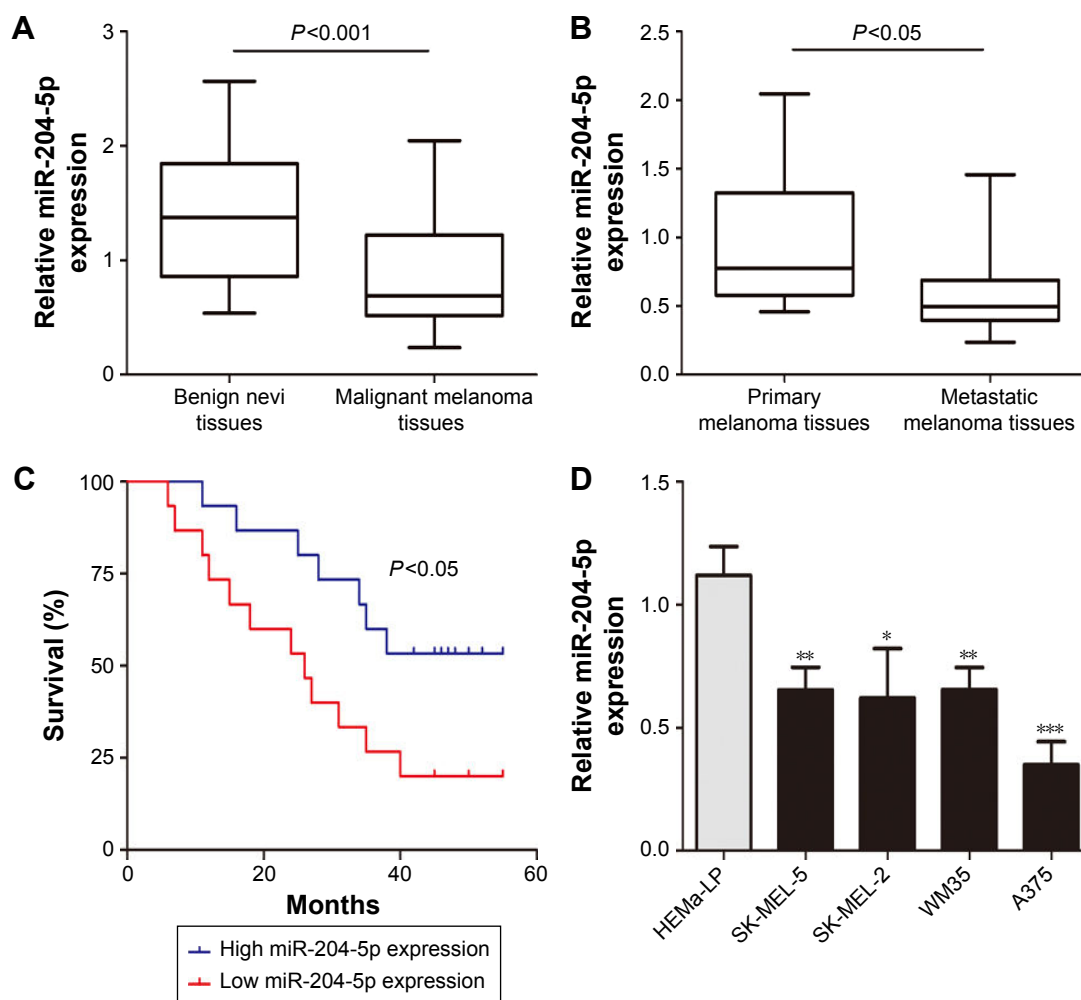 A
P<0.001
Relative miR-204-5p
expression
3
2
1
0
Benign nevi
tissues
Malignant melanoma
tissues
B
P<0.05
Relative miR-204-5p
expression
2.5
2.0
1.5
1.0
0.5
0.0
Primary
melanoma tissues
Metastatic
melanoma tissues
C
P<0.05
Survival (%)
100
75
50
25
0
0
20
40
60
Months
High miR-204-5p expression
Low miR-204-5p expression
D
Relative miR-204-5p
expression
1.5
1.0
0.5
0.0
**
*
**
***
HEMa-LP
SK-MEL-5
SK-MEL-2
WM35
A375